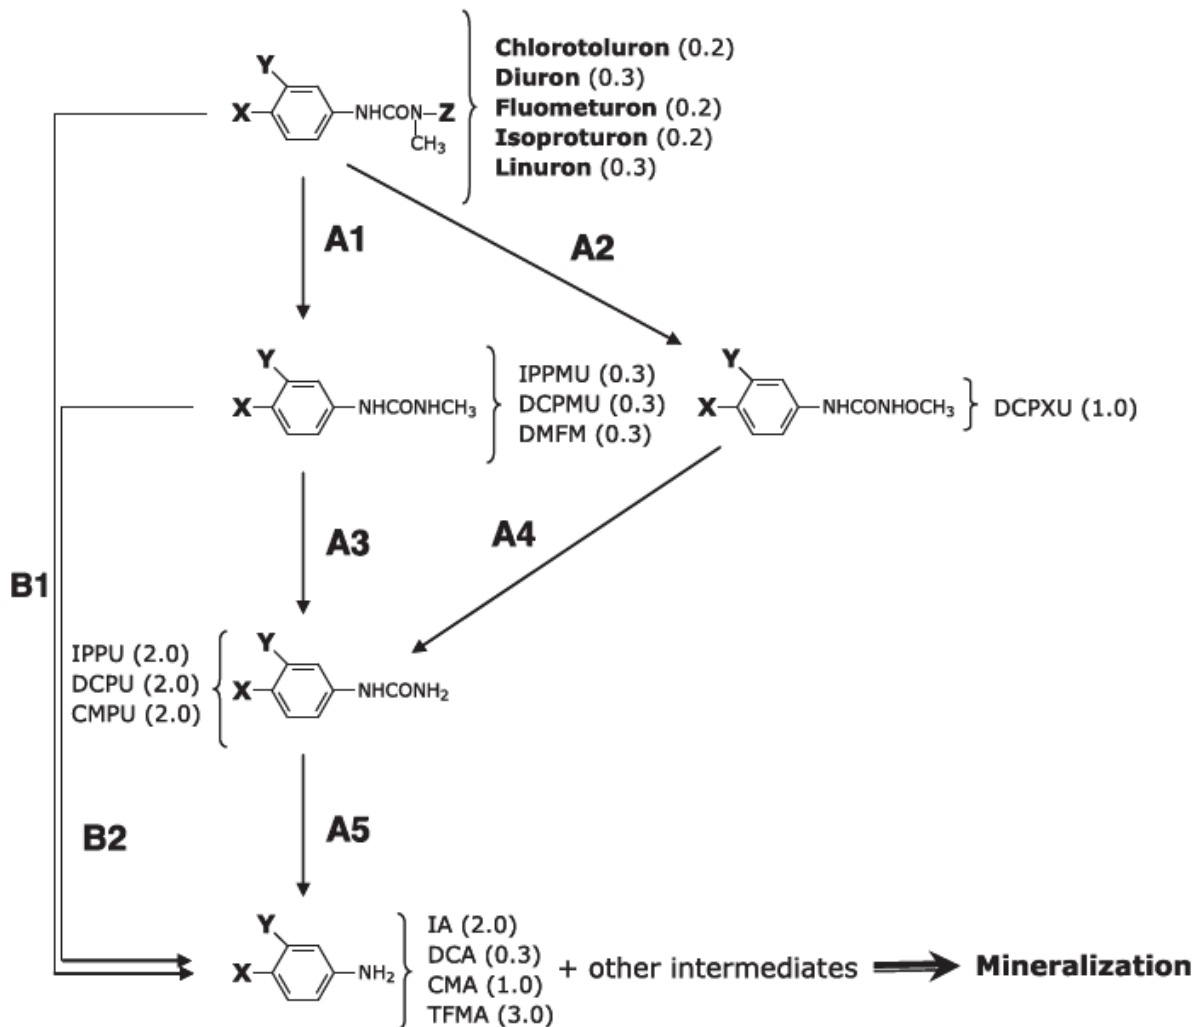 Y
X
NHCON–Z
CH₃
Chlorotoluron (0.2)
Diuron (0.3)
Fluometuron (0.2)
Isoproturon (0.2)
Linuron (0.3)
A1
A2
Y
X
NHCONHCH₃
IPPMU (0.3)
DCPMU (0.3)
DMFM (0.3)
Y
X
NHCONHOCH₃
DCPXU (1.0)
A3
A4
B1
IPPU (2.0)
DCPU (2.0)
CMPU (2.0)
Y
X
NHCONH₂
B2
A5
Y
X
NH₂
IA (2.0)
DCA (0.3)
CMA (1.0)
TFMA (3.0)
+ other intermediates
Mineralization